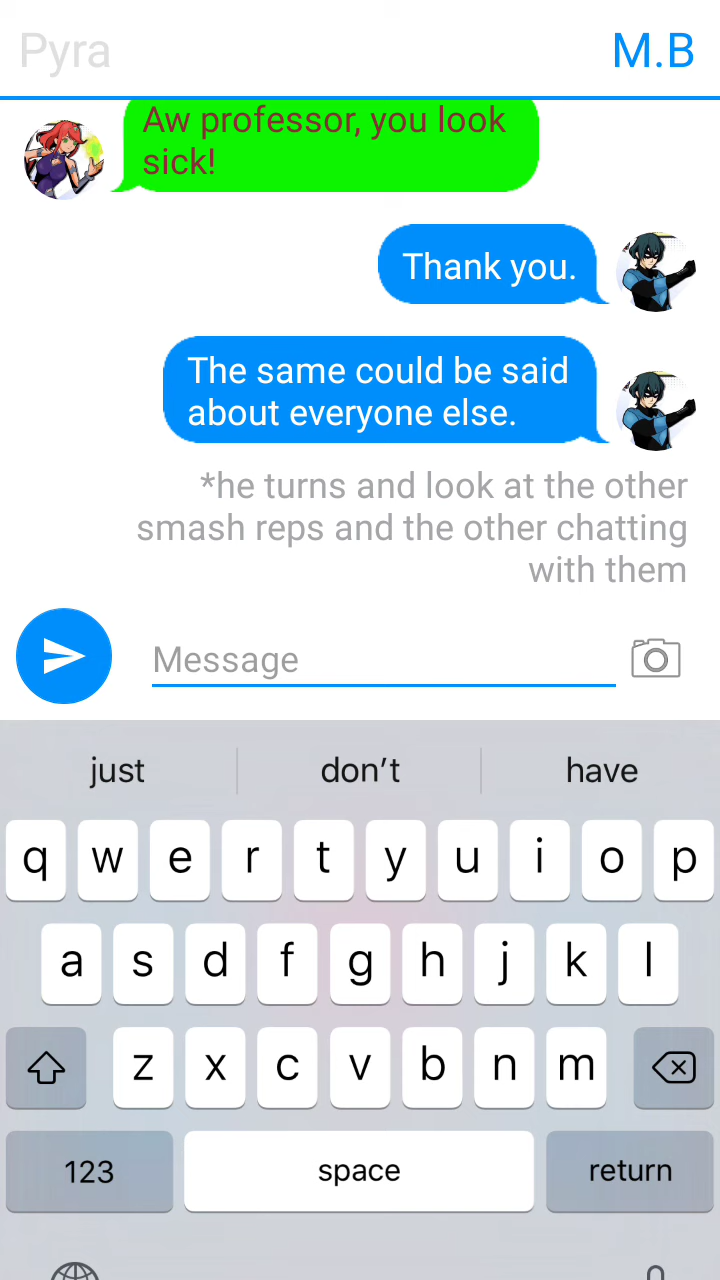 Pyra M.B
Aw professor, you look
sick!
Thank you.
The same could be said
about everyone else.
*he turns and look at the other
smash reps and the other chatting
with them
Message
just don't have
q w e r t y u i o p
a s d f g h j k l
z x c v b n m
123 space return